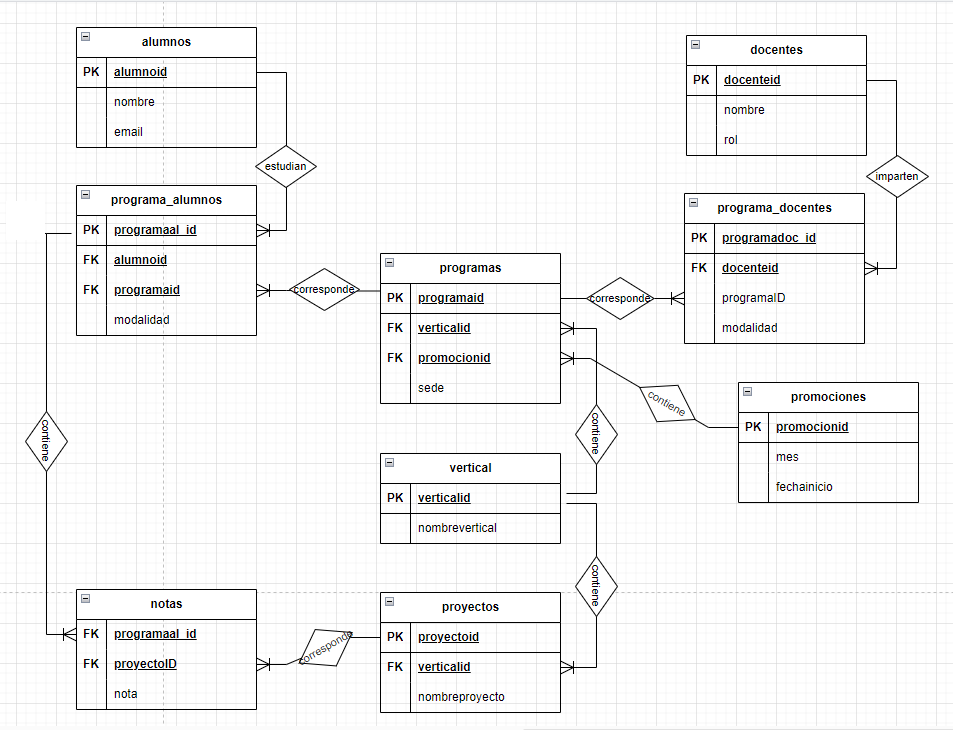 alumnos
PK alumnoid
nombre
email
estudian
docentes
PK docenteid
nombre
rol
imparten
programa_alumnos
PK programaal_id
FK alumnoid
FK programaid
modalidad
corresponde
programas
PK programaid
FK verticalid
FK promocionid
sede
corresponde
programa_docentes
PK programadoc_id
FK docenteid
programaID
modalidad
contiene
promociones
PK promocionid
mes
fechainicio
contiene
contiene
vertical
PK verticalid
nombrevertical
contiene
notas
FK programaal_id
FK proyectoID
nota
corresponde
proyectos
PK proyectoid
FK verticalid
nombreproyecto